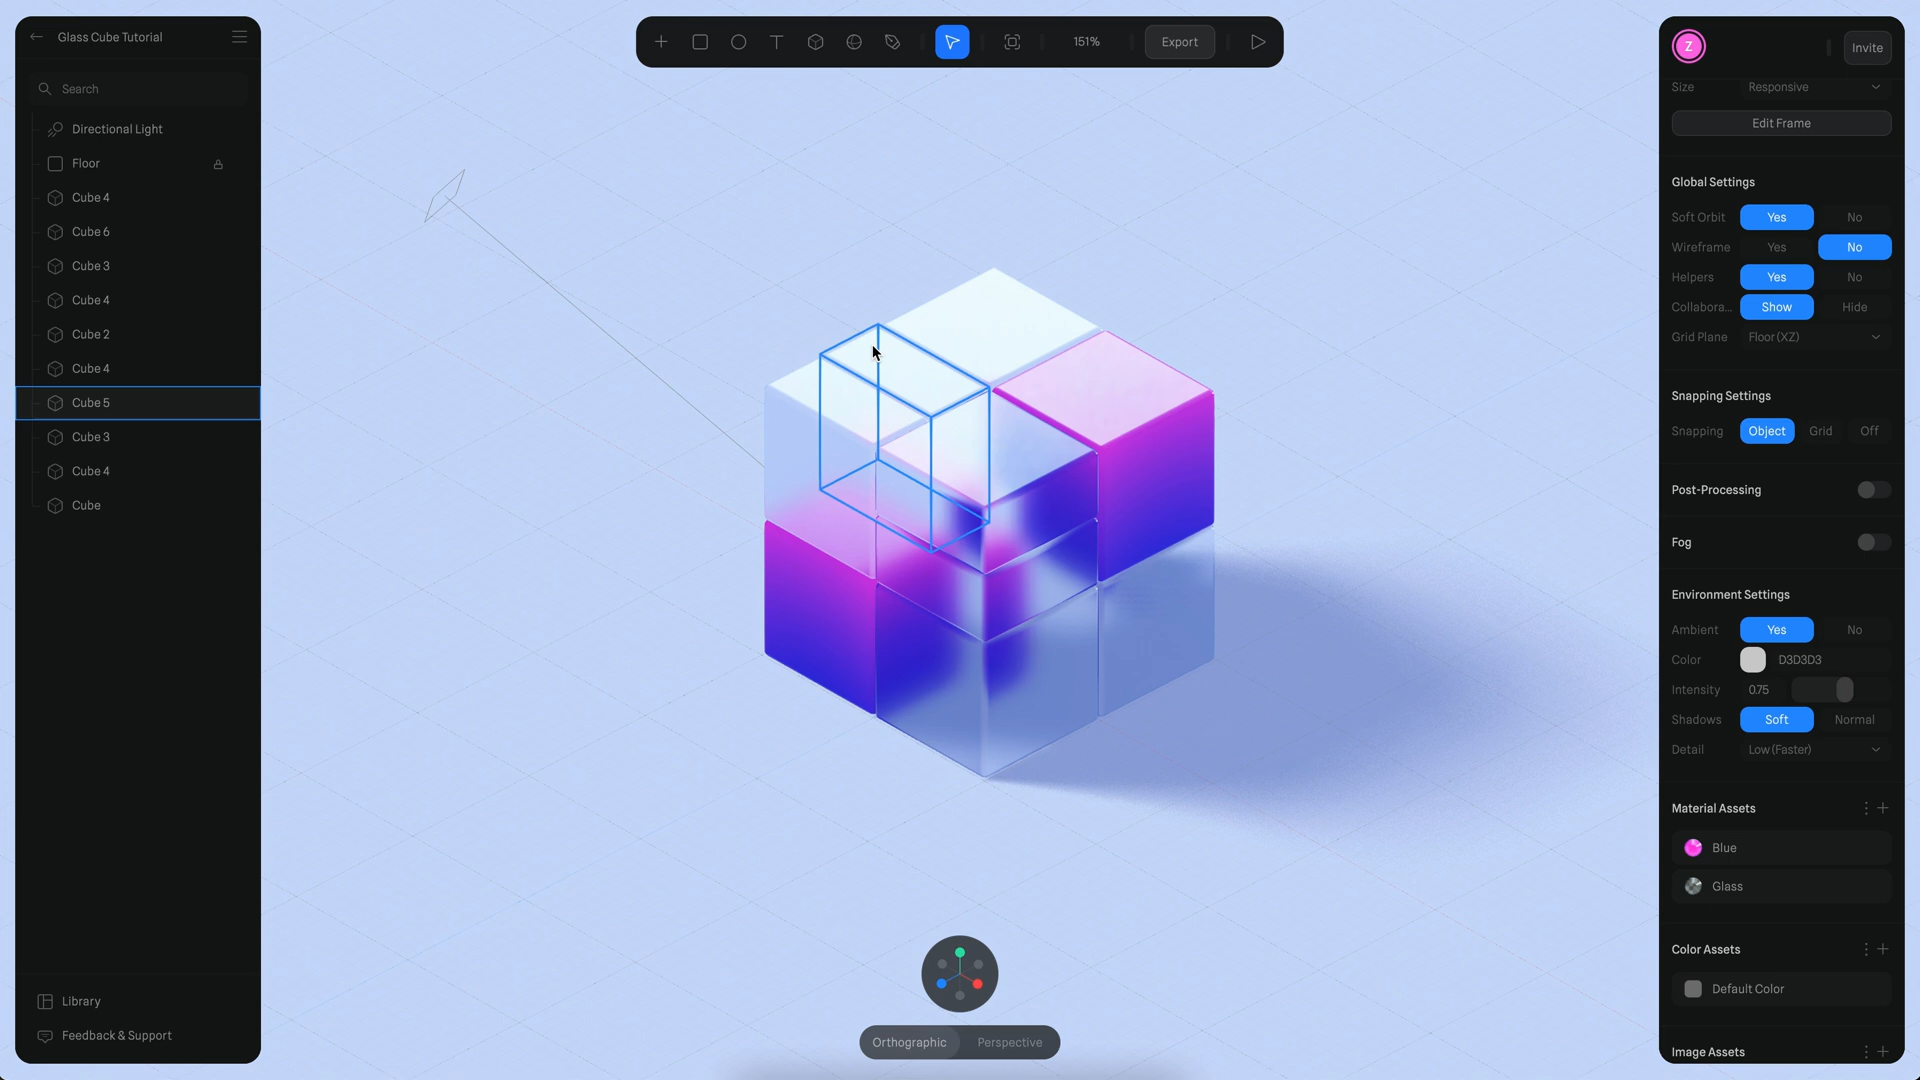 Glass Cube Tutorial
Search
Directional Light
Floor
Cube 4
Cube 6
Cube 3
Cube 4
Cube 2
Cube 4
Cube 5
Cube 3
Cube 4
Cube
Library
Feedback & Support
151%
Export
Orthographic
Perspective
Z
Invite
Size Responsive
Edit Frame
Global Settings
Soft Orbit Yes No
Wireframe Yes No
Helpers Yes No
Collabora... Show Hide
Grid Plane Floor (XZ)
Snapping Settings
Snapping Object Grid Off
Post-Processing
Fog
Environment Settings
Ambient Yes No
Color D3D3D3
Intensity 0.75
Shadows Soft Normal
Detail Low (Faster)
Material Assets
Blue
Glass
Color Assets
Default Color
Image Assets